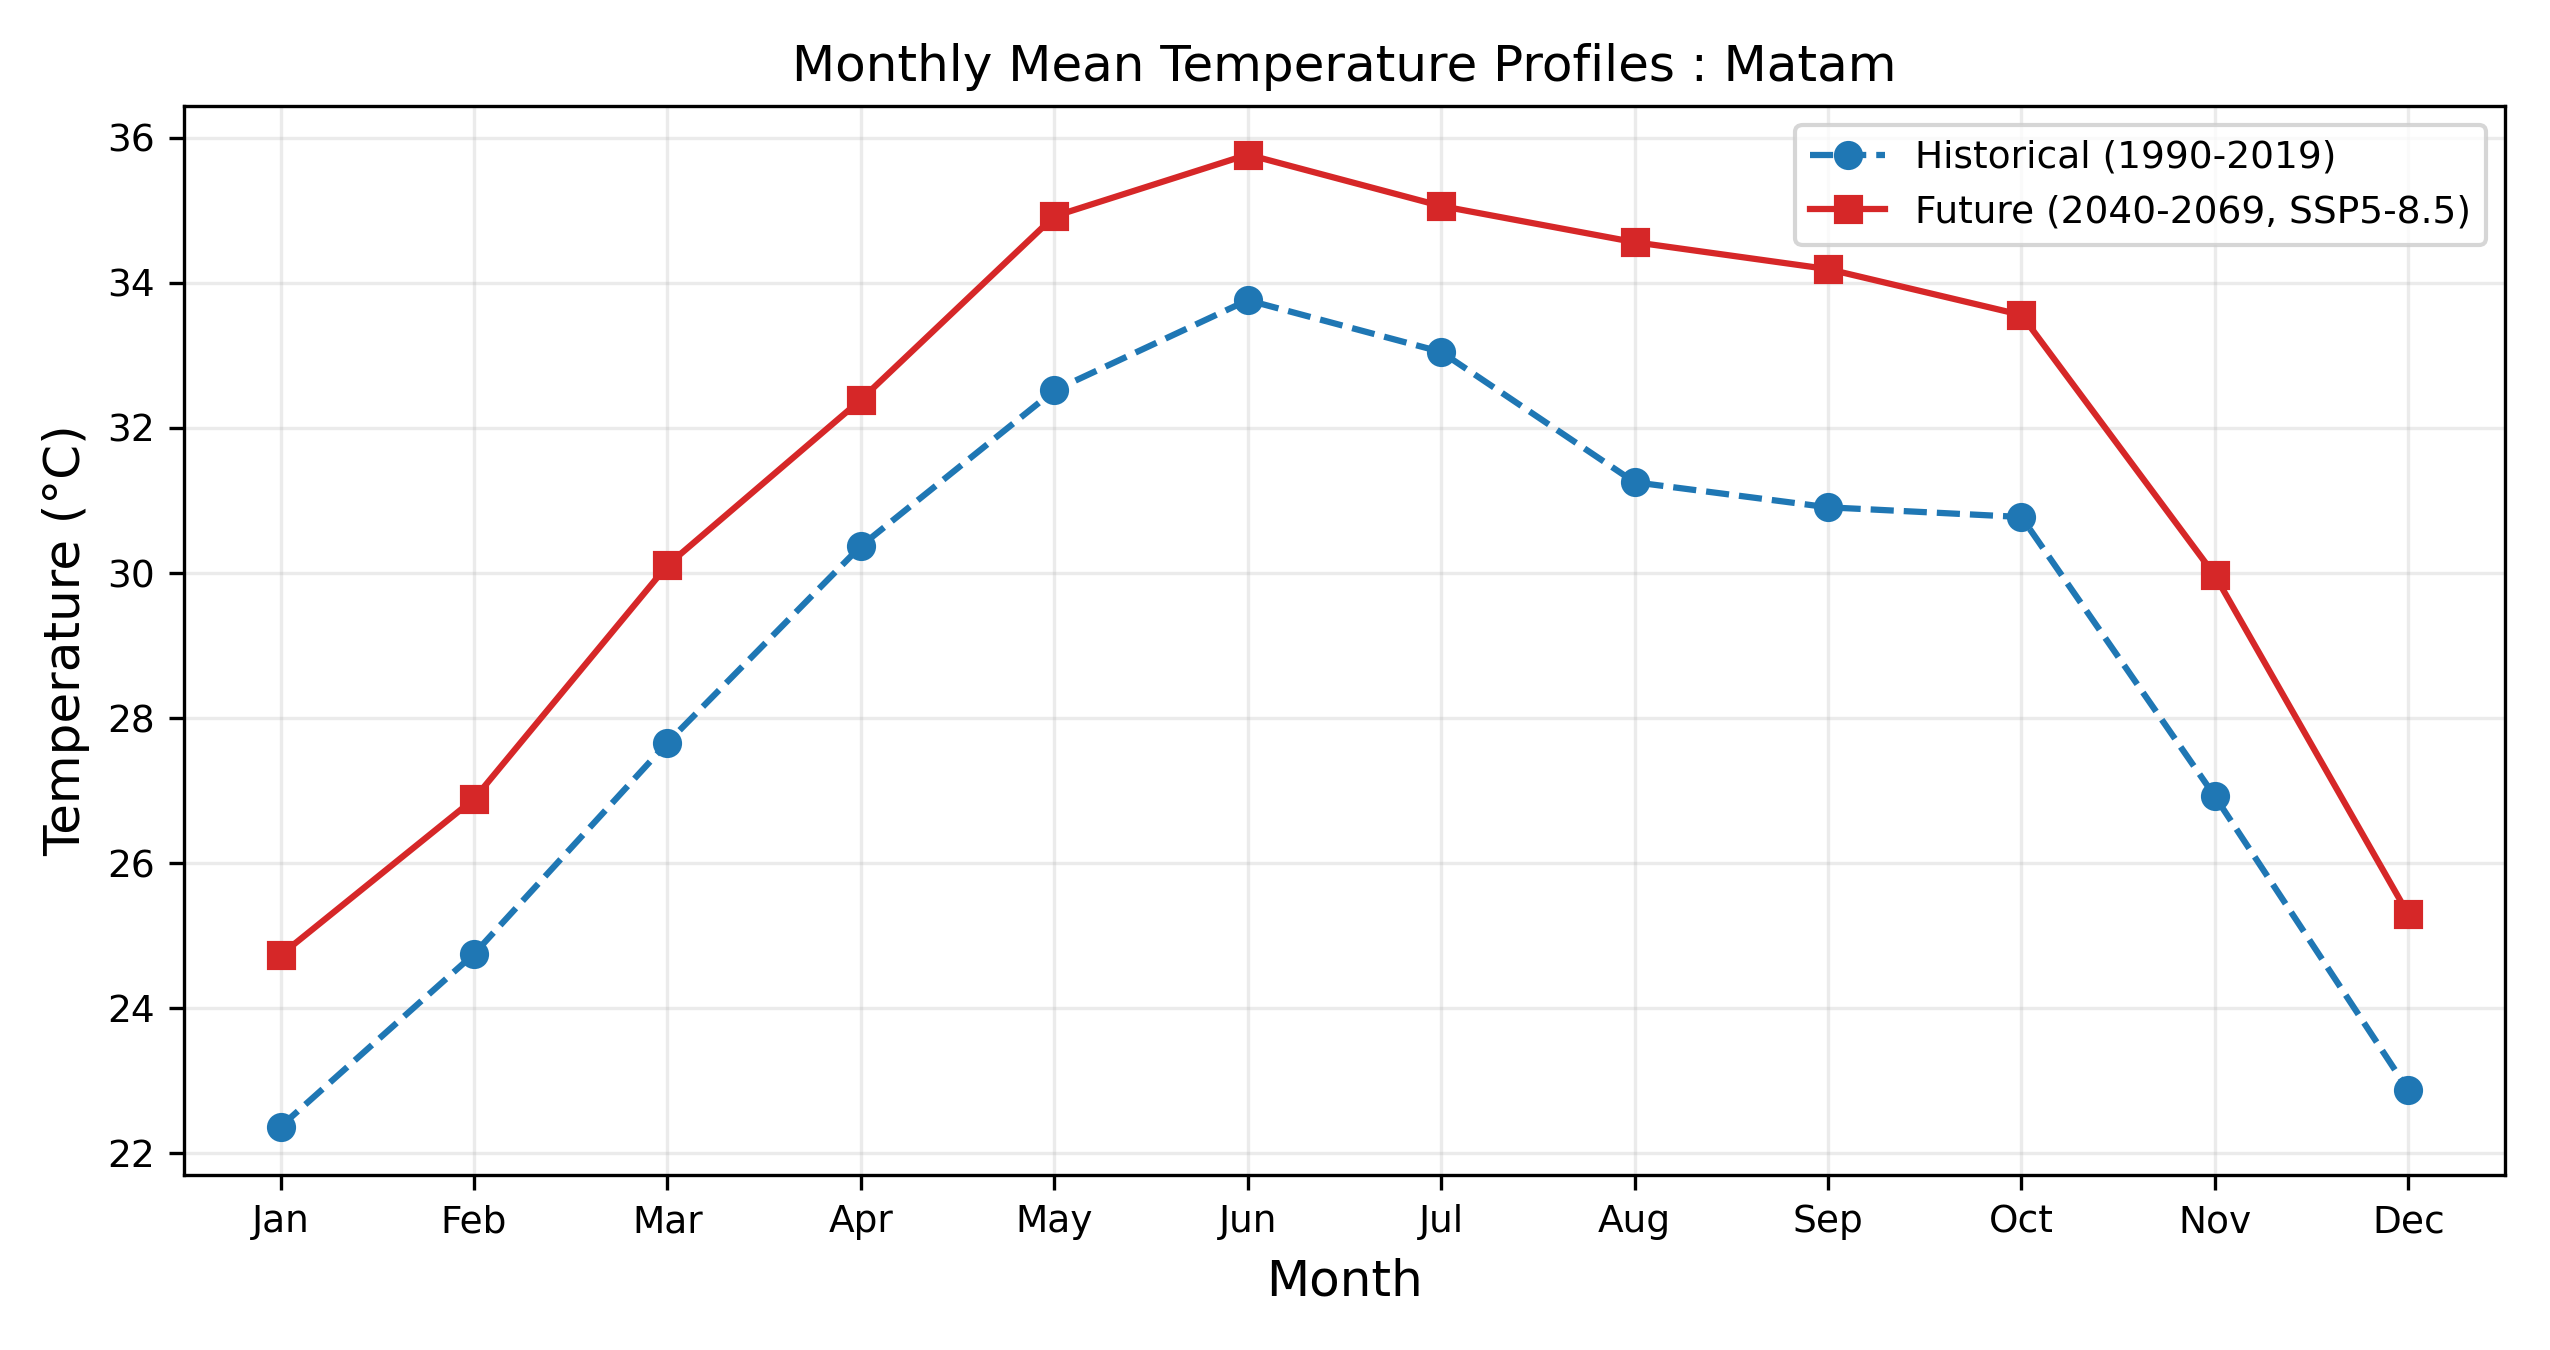 Monthly Mean Temperature Profiles : Matam
Historical (1990-2019)
Future (2040-2069, SSP5-8.5)
Temperature (°C)
36
34
32
30
28
26
24
22
Jan Feb Mar Apr May Jun Jul Aug Sep Oct Nov Dec
Month